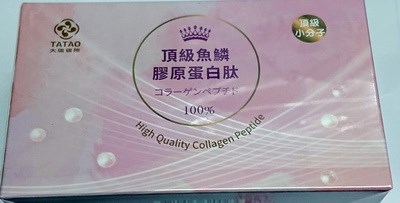 TATAO
頂級魚鱗
膠原蛋白肽
コラーゲンペプチド
100%
High Quality Collagen Peptide
頂級
小分子